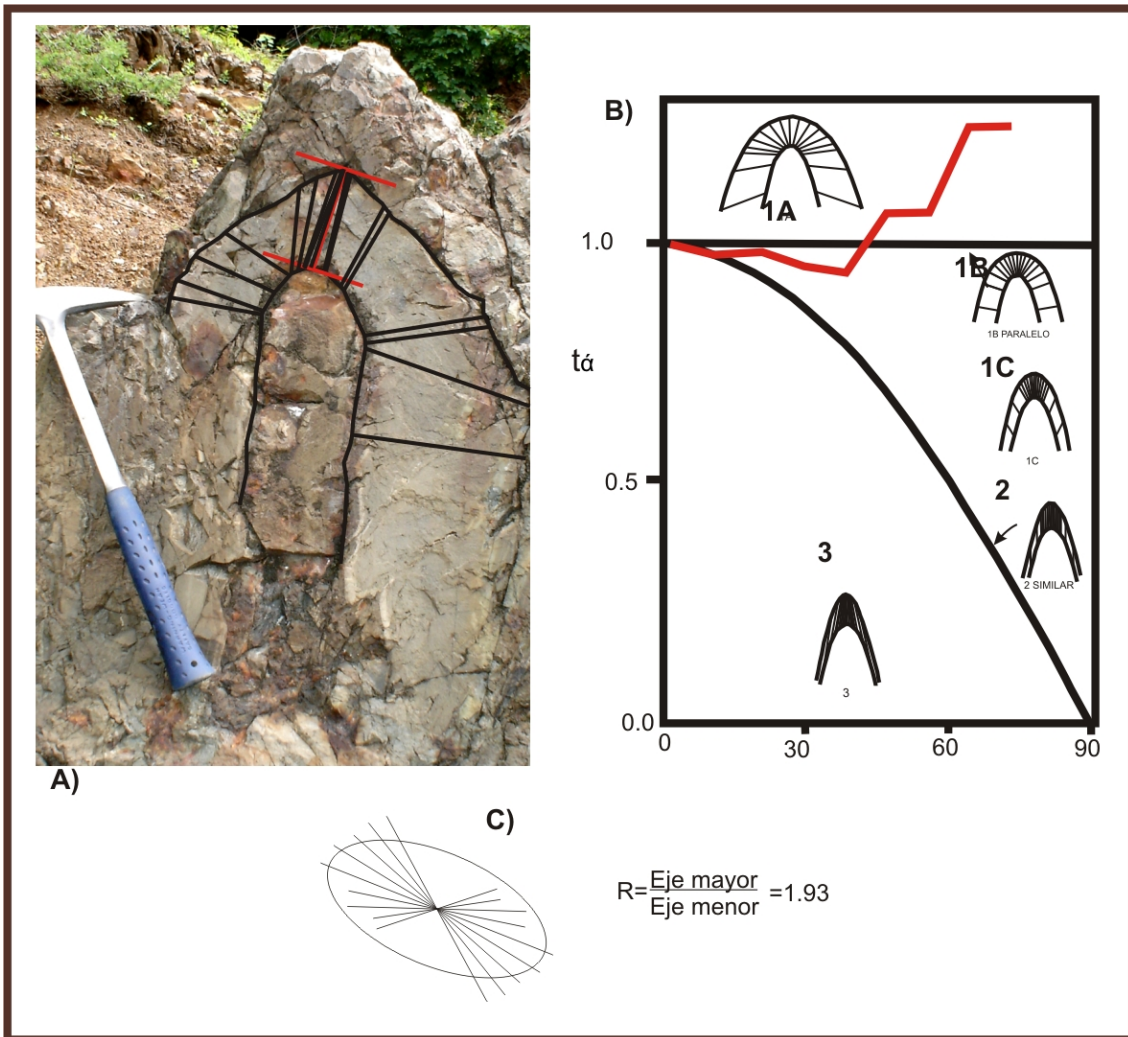 B)
1A
1.0
1B
1B PARALELO
tά
1C
1C
0.5
2
3
2 SIMILAR
3
0.0
0
30
60
90
A)
C)
R=Eje mayor
Eje menor
=1.93